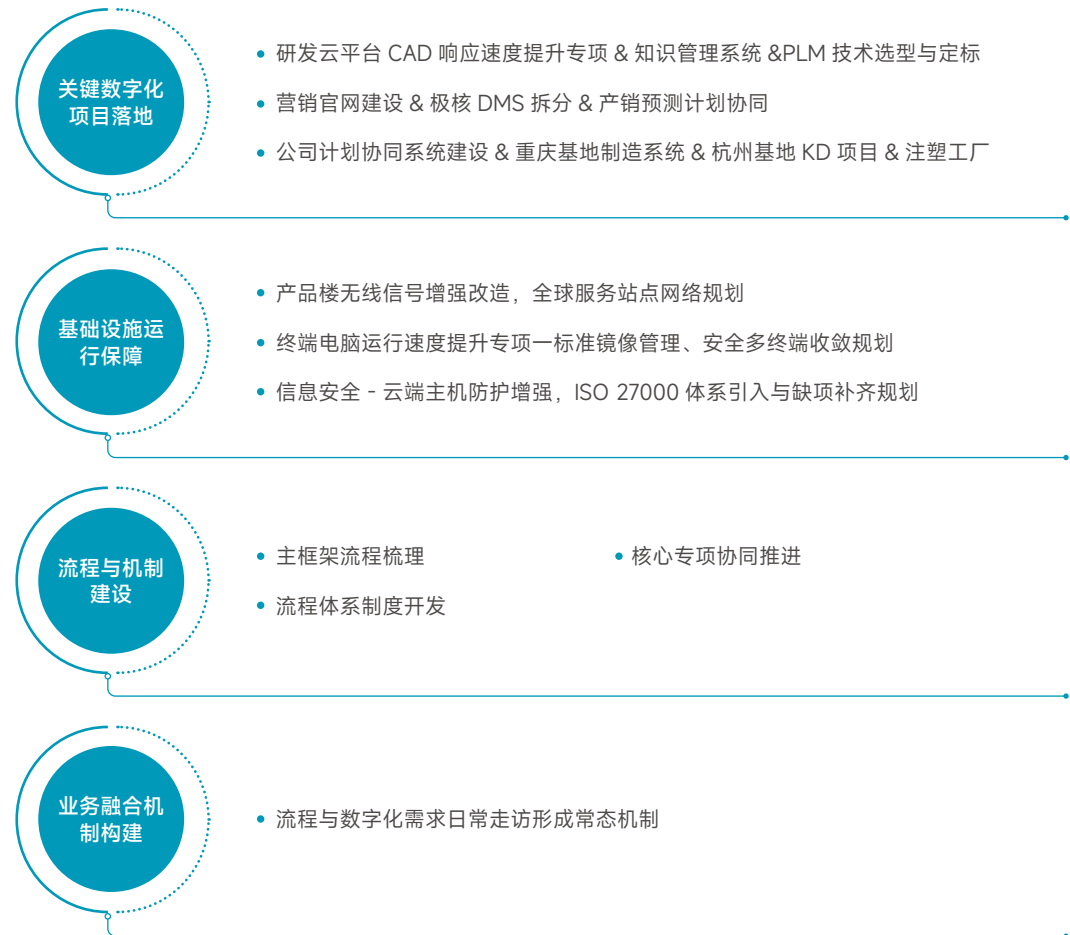 关键数字化
项目落地
研发云平台 CAD 响应速度提升专项 & 知识管理系统 &PLM 技术选型与定标
营销官网建设 & 极核 DMS 拆分 & 产销预测计划协同
公司计划协同系统建设 & 重庆基地制造系统 & 杭州基地 KD 项目 & 注塑工厂
基础设施运
行保障
产品楼无线信号增强改造，全球服务站点网络规划
终端电脑运行速度提升专项一标准镜像管理、安全多终端收敛规划
信息安全 - 云端主机防护增强，ISO 27000 体系引入与缺项补齐规划
流程与机制
建设
主框架流程梳理
核心专项协同推进
流程体系制度开发
业务融合机
制构建
流程与数字化需求日常走访形成常态机制